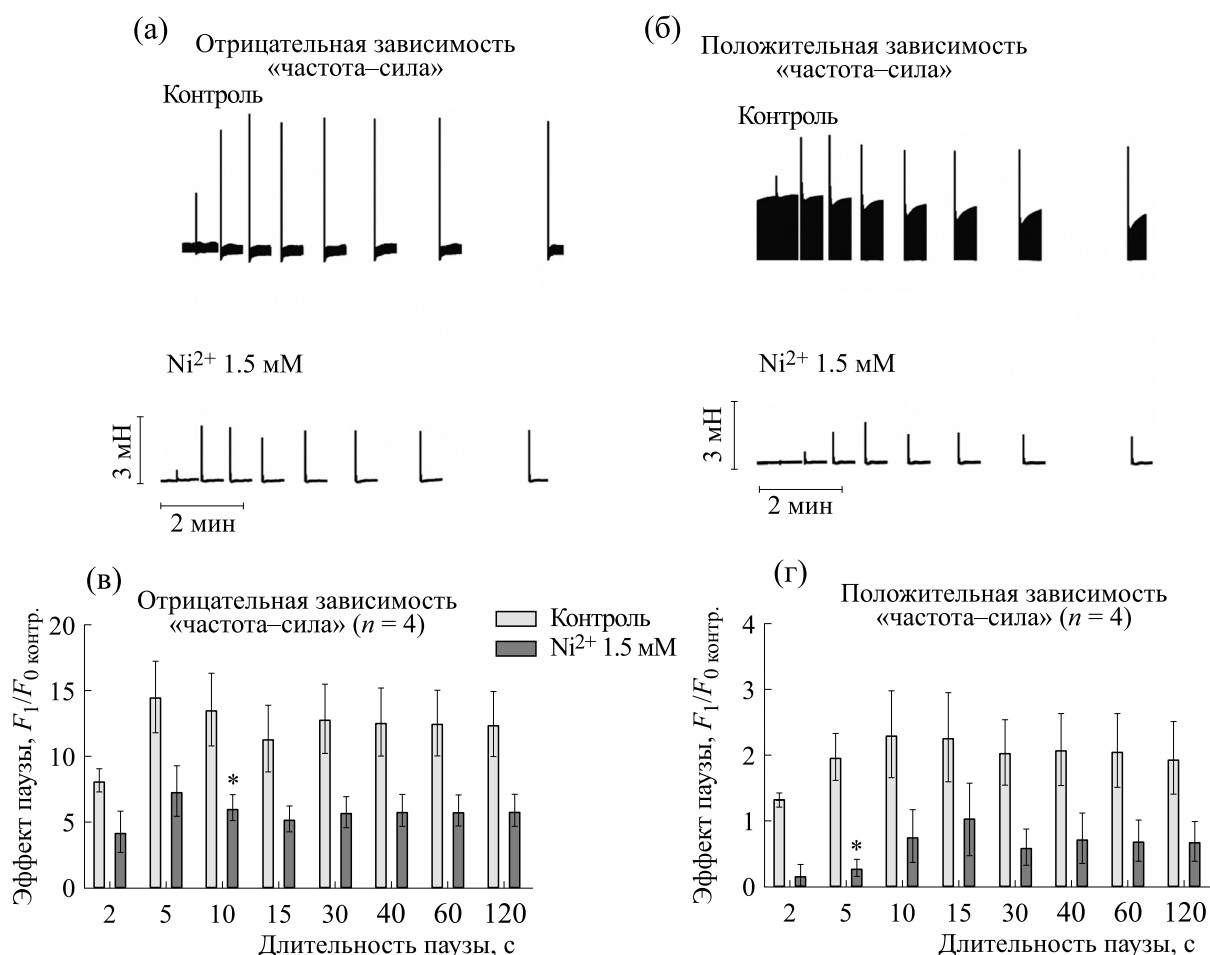 (а)
Отрицательная зависимость
«частота–сила»
Контроль
Ni2+ 1.5 мМ
3 мН
2 мин
(б)
Положительная зависимость
«частота–сила»
Контроль
Ni2+ 1.5 мМ
3 мН
2 мин
(в)
Отрицательная зависимость
«частота–сила» (n = 4)
Контроль
Ni2+ 1.5 мМ
Эффект паузы, F1/F0 контр.
20
15
10
5
0
*
2 5 10 15 30 40 60 120
Длительность паузы, с
(г)
Положительная зависимость
«частота–сила» (n = 4)
Эффект паузы, F1/F0 контр.
4
3
2
1
0
*
2 5 10 15 30 40 60 120
Длительность паузы, с